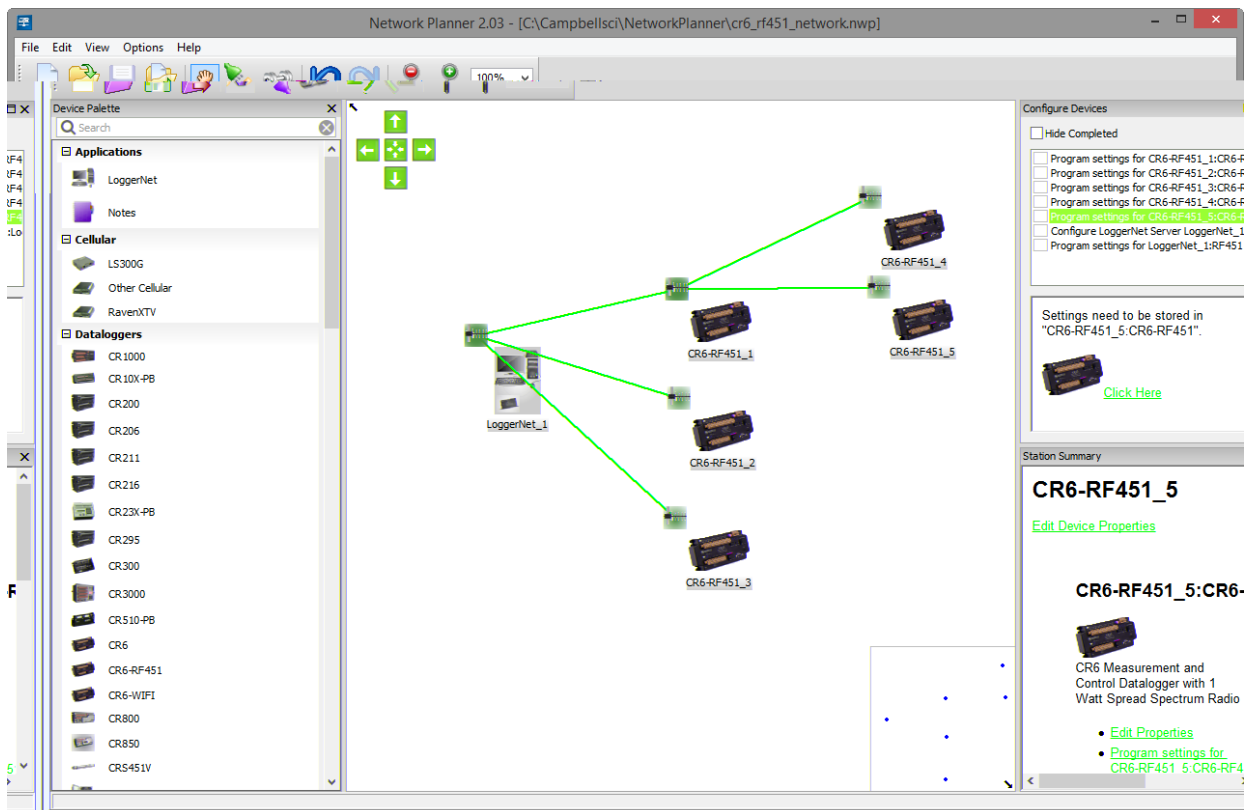 Network Planner 2.03 - [C:\Campbellsci\NetworkPlanner\cr6_rf451_network.nwp]
File Edit View Options Help
100%
Device Palette
Search
Applications
LoggerNet
Notes
Cellular
LS300G
Other Cellular
RavenXTV
Dataloggers
CR1000
CR10X-PB
CR200
CR206
CR211
CR216
CR23X-PB
CR295
CR300
CR3000
CR510-PB
CR6
CR6-RF451
CR6-WIFI
CR800
CR850
CRS451V
CR6-RF451_4
CR6-RF451_1
CR6-RF451_5
LoggerNet_1
CR6-RF451_2
CR6-RF451_3
Configure Devices
Hide Completed
Program settings for CR6-RF451_1:CR6-R
Program settings for CR6-RF451_2:CR6-R
Program settings for CR6-RF451_3:CR6-R
Program settings for CR6-RF451_4:CR6-R
Program settings for CR6-RF451_5:CR6-R
Configure LoggerNet Server LoggerNet_1
Program settings for LoggerNet_1:RF451
Settings need to be stored in
"CR6-RF451_5:CR6-RF451".
Click Here
Station Summary
CR6-RF451_5
Edit Device Properties
CR6-RF451_5:CR6-
CR6 Measurement and
Control Datalogger with 1
Watt Spread Spectrum Radio
Edit Properties
Program settings for
CR6-RF451_5:CR6-RF4